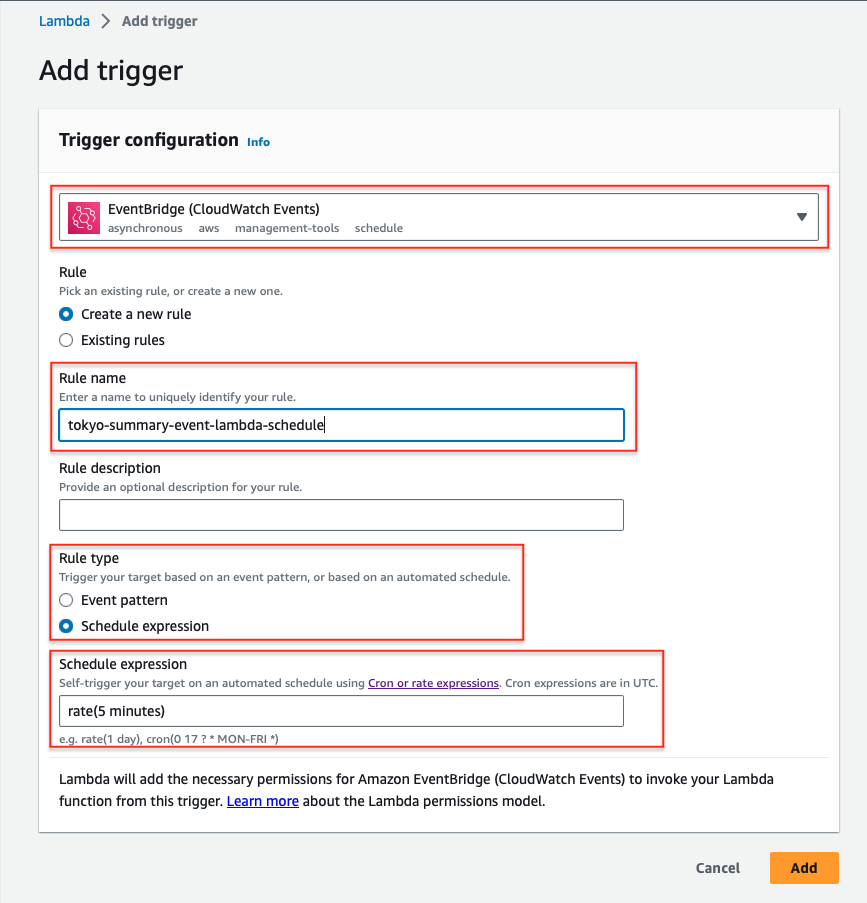 Lambda > Add trigger
Add trigger
Trigger configuration Info
EventBridge (CloudWatch Events)
asynchronous aws management-tools schedule
Rule
Pick an existing rule, or create a new one.
Create a new rule
Existing rules
Rule name
Enter a name to uniquely identify your rule.
tokyo-summary-event-lambda-schedule
Rule description
Provide an optional description for your rule.
Rule type
Trigger your target based on an event pattern, or based on an automated schedule.
Event pattern
Schedule expression
Schedule expression
Self-trigger your target on an automated schedule using Cron or rate expressions. Cron expressions are in UTC.
rate(5 minutes)
e.g. rate(1 day), cron(0 17 ? * MON-FRI *)
Lambda will add the necessary permissions for Amazon EventBridge (CloudWatch Events) to invoke your Lambda
function from this trigger. Learn more about the Lambda permissions model.
Cancel Add